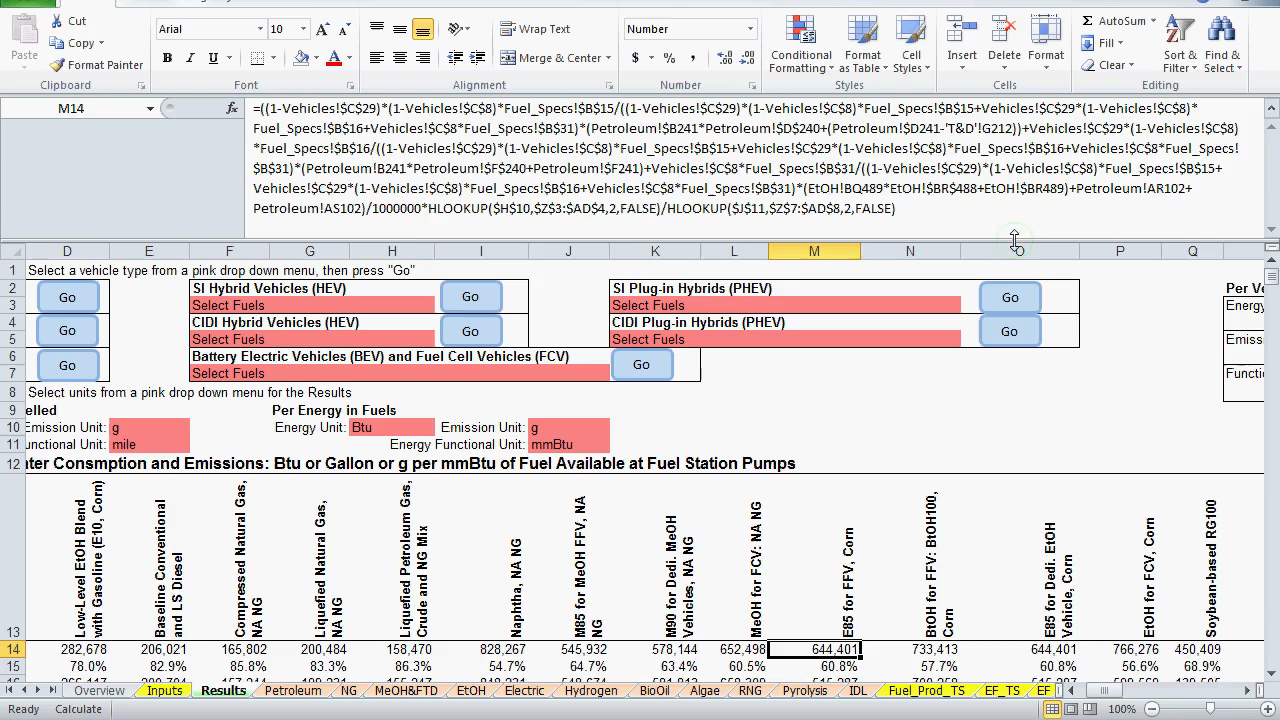 Cut
Arial
10
Wrap Text
Number
AutoSum
Copy
Fill
Paste
Format Painter
B I U
Merge & Center
$ % ,
Conditional Formatting
Format as Table
Cell Styles
Insert Delete Format
Clear
Sort & Filter
Find & Select
Clipboard Font Alignment Number Styles Cells Editing
M14
fx
=((1-Vehicles!$C$29)*(1-Vehicles!$C$8)*Fuel_Specs!$B$15/((1-Vehicles!$C$29)*(1-Vehicles!$C$8)*Fuel_Specs!$B$15+Vehicles!$C$29*(1-Vehicles!$C$8)*
Fuel_Specs!$B$16+Vehicles!$C$8*Fuel_Specs!$B$31)*(Petroleum!$B241*Petroleum!$D$240+(Petroleum!$D241-'T&D'!G212))+Vehicles!$C$29*(1-Vehicles!$C$8)
*Fuel_Specs!$B$16/((1-Vehicles!$C$29)*(1-Vehicles!$C$8)*Fuel_Specs!$B$15+Vehicles!$C$29*(1-Vehicles!$C$8)*Fuel_Specs!$B$16+Vehicles!$C$8*Fuel_Specs!
$B$31)*(Petroleum!B241*Petroleum!$F$240+Petroleum!$F241)+Vehicles!$C$8*Fuel_Specs!$B$31/((1-Vehicles!$C$29)*(1-Vehicles!$C$8)*Fuel_Specs!$B$15+
Vehicles!$C$29*(1-Vehicles!$C$8)*Fuel_Specs!$B$16+Vehicles!$C$8*Fuel_Specs!$B$31)*(EtOH!BQ489*EtOH!$BR$488+EtOH!$BR489)+Petroleum!AR102+
Petroleum!AS102)/1000000*HLOOKUP($H$10,$Z$3:$AD$4,2,FALSE)/HLOOKUP($J$11,$Z$7:$AD$8,2,FALSE)
D E F G H I J K L M N O P Q
1 Select a vehicle type from a pink drop down menu, then press "Go"
2 Go SI Hybrid Vehicles (HEV) Go SI Plug-in Hybrids (PHEV) Go
3 Select Fuels Select Fuels
4 Go CIDI Hybrid Vehicles (HEV) Go CIDI Plug-in Hybrids (PHEV) Go
5 Select Fuels Select Fuels
6 Go Battery Electric Vehicles (BEV) and Fuel Cell Vehicles (FCV) Go
7 Select Fuels
8 Select units from a pink drop down menu for the Results
9 elled Per Energy in Fuels
10 Emission Unit: g Energy Unit: Btu Emission Unit: g
11 unctional Unit: mile Energy Functional Unit: mmBtu
12 ter Consmption and Emissions: Btu or Gallon or g per mmBtu of Fuel Available at Fuel Station Pumps
Energy
Emiss
Functi
13
Low-Level EtOH Blend
with Gasoline (E10, Corn)
Baseline Conventional
and LS Diesel
Compressed Natural Gas,
NA NG
Liquefied Natural Gas,
NA NG
Liquefied Petroleum Gas,
Crude and NG Mix
Naphtha, NA NG
M85 for MeOH FFV, NA
NG
M90 for Dedi. MeOH
Vehicles, NA NG
MeOH for FCV: NA NG
E85 for FFV, Corn
BtOH for FFV: BtOH100,
Corn
E85 for Dedi. EtOH
Vehicle, Corn
EtOH for FCV, Corn
Soybean-based RG100
14 282,678 206,021 165,802 200,484 158,470 828,267 545,932 578,144 652,498 644,401 733,413 644,401 766,276 450,409
15 78.0% 82.9% 85.8% 83.3% 86.3% 54.7% 64.7% 63.4% 60.5% 60.8% 57.7% 60.8% 56.6% 68.9%
Overview Inputs Results Petroleum NG MeOH&FTD EtOH Electric Hydrogen BioOil Algae RNG Pyrolysis IDL Fuel_Prod_TS EF_TS EF
Ready Calculate 100%